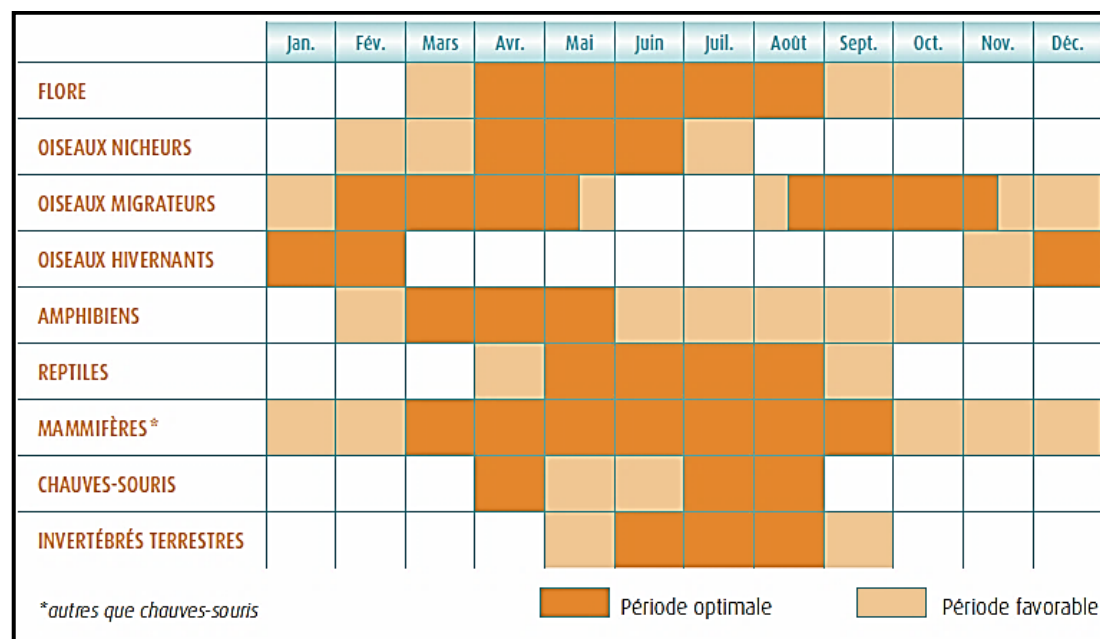 Jan. Fév. Mars Avr. Mai Juin Juil. Août Sept. Oct. Nov. Déc.
FLORE
OISEAUX NICHEURS
OISEAUX MIGRATEURS
OISEAUX HIVERNANTS
AMPHIBIENS
REPTILES
MAMMIFÈRES*
CHAUVES-SOURIS
INVERTÉBRÉS TERRESTRES
*autres que chauves-souris Période optimale Période favorable